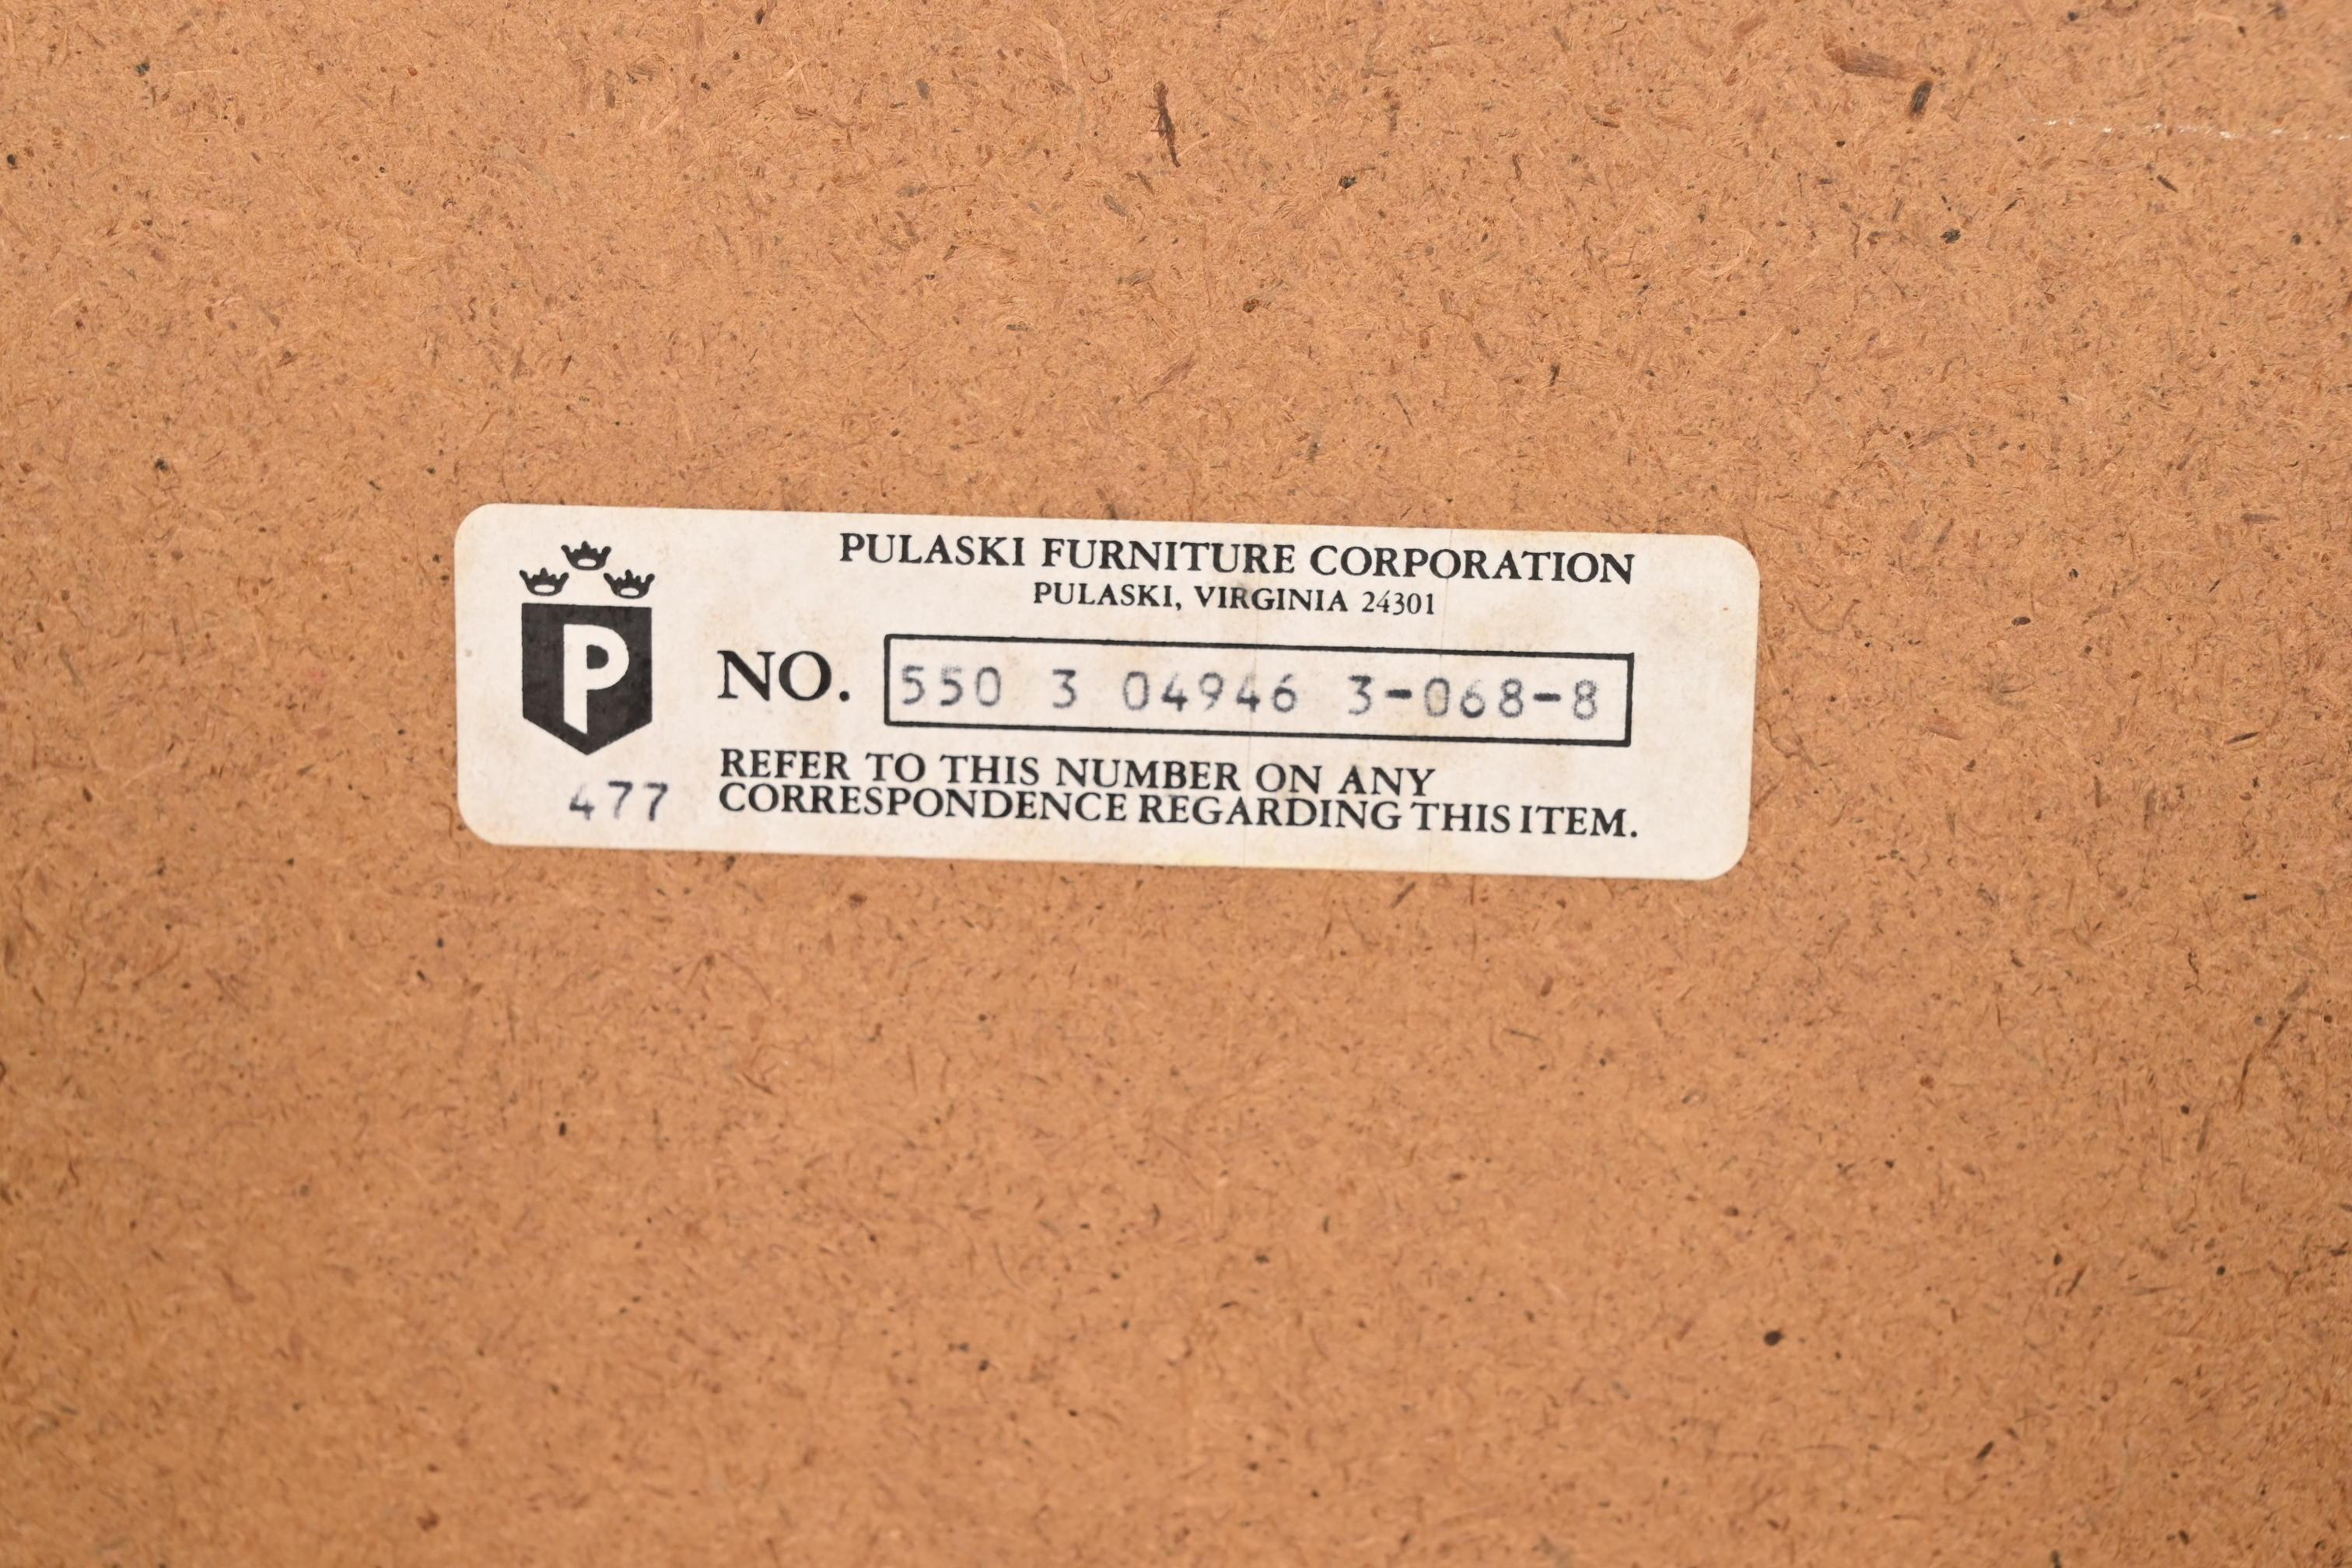 PULASKI FURNITURE CORPORATION
PULASKI, VIRGINIA 24301
P
NO. 550 3 04946 3-068-8
REFER TO THIS NUMBER ON ANY
477 CORRESPONDENCE REGARDING THIS ITEM.